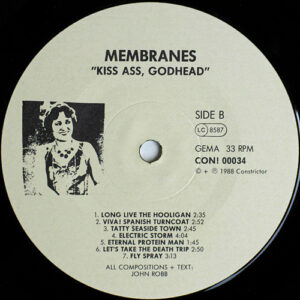 MEMBRANES
"KISS ASS, GODHEAD"
SIDE B
LC 8587
GEMA 33 RPM
CON! 00034
© + ℗ 1988 Constrictor
1. LONG LIVE THE HOOLIGAN 2:35
2. VIVA! SPANISH TURNCOAT 2:52
3. TATTY SEASIDE TOWN 2:45
4. ELECTRIC STORM 4:04
5. ETERNAL PROTEIN MAN 1:45
6. LET'S TAKE THE DEATH TRIP 2:50
7. FLY SPRAY 3:13
ALL COMPOSITIONS + TEXT:
JOHN ROBB